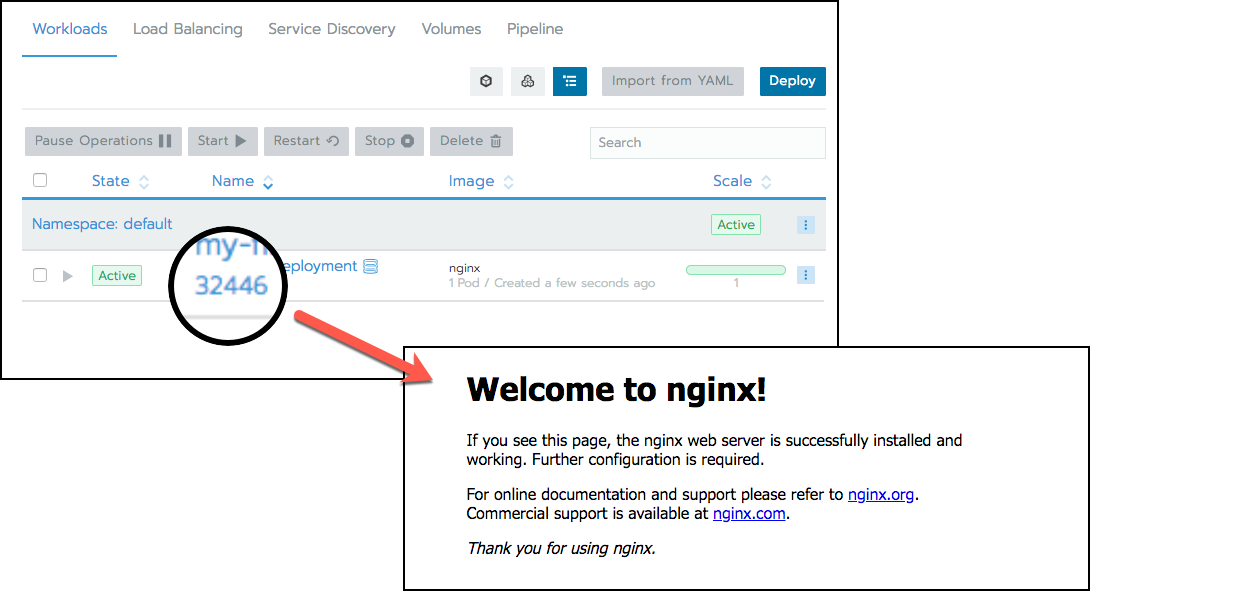 Workloads Load Balancing Service Discovery Volumes Pipeline
Import from YAML Deploy
Pause Operations Start Restart Stop Delete Search
State Name Image Scale
Namespace: default Active
my-n
eployment nginx
Active 32446 1 Pod / Created a few seconds ago 1
Welcome to nginx!
If you see this page, the nginx web server is successfully installed and
working. Further configuration is required.
For online documentation and support please refer to nginx.org.
Commercial support is available at nginx.com.
Thank you for using nginx.